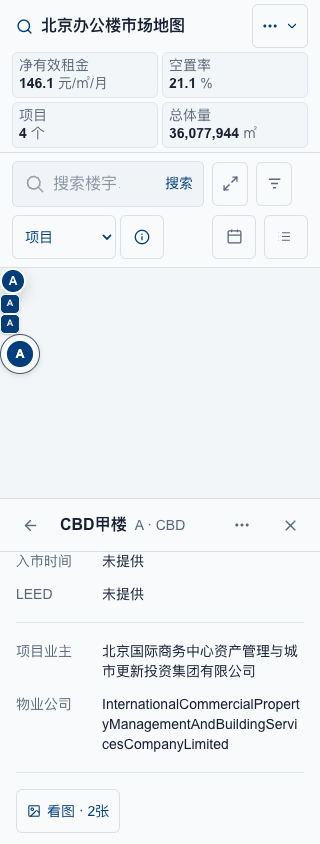 北京办公楼市场地图
净有效租金
146.1 元/㎡/月
空置率
21.1 %
项目
4 个
总体量
36,077,944 ㎡
搜索楼宇.
搜索
项目
A
A
A
A
CBD甲楼 A · CBD
入市时间 未提供
LEED 未提供
项目业主 北京国际商务中心资产管理与城
市更新投资集团有限公司
物业公司 InternationalCommercialPropert
yManagementAndBuildingServi
cesCompanyLimited
看图 · 2张